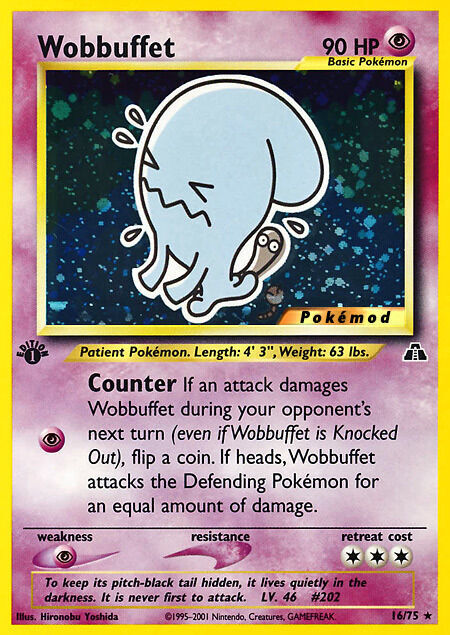 Wobbuffet 90 HP
Basic Pokémon
Pokémod
EDITION 1
Patient Pokémon. Length: 4' 3", Weight: 63 lbs.
Counter If an attack damages
Wobbuffet during your opponent's
next turn (even if Wobbuffet is Knocked
Out), flip a coin. If heads, Wobbuffet
attacks the Defending Pokémon for
an equal amount of damage.
weakness resistance retreat cost
To keep its pitch-black tail hidden, it lives quietly in the
darkness. It is never first to attack. LV. 46 #202
Illus. Hironobu Yoshida ©1995-2001 Nintendo, Creatures, GAMEFREAK. 16/75 ★